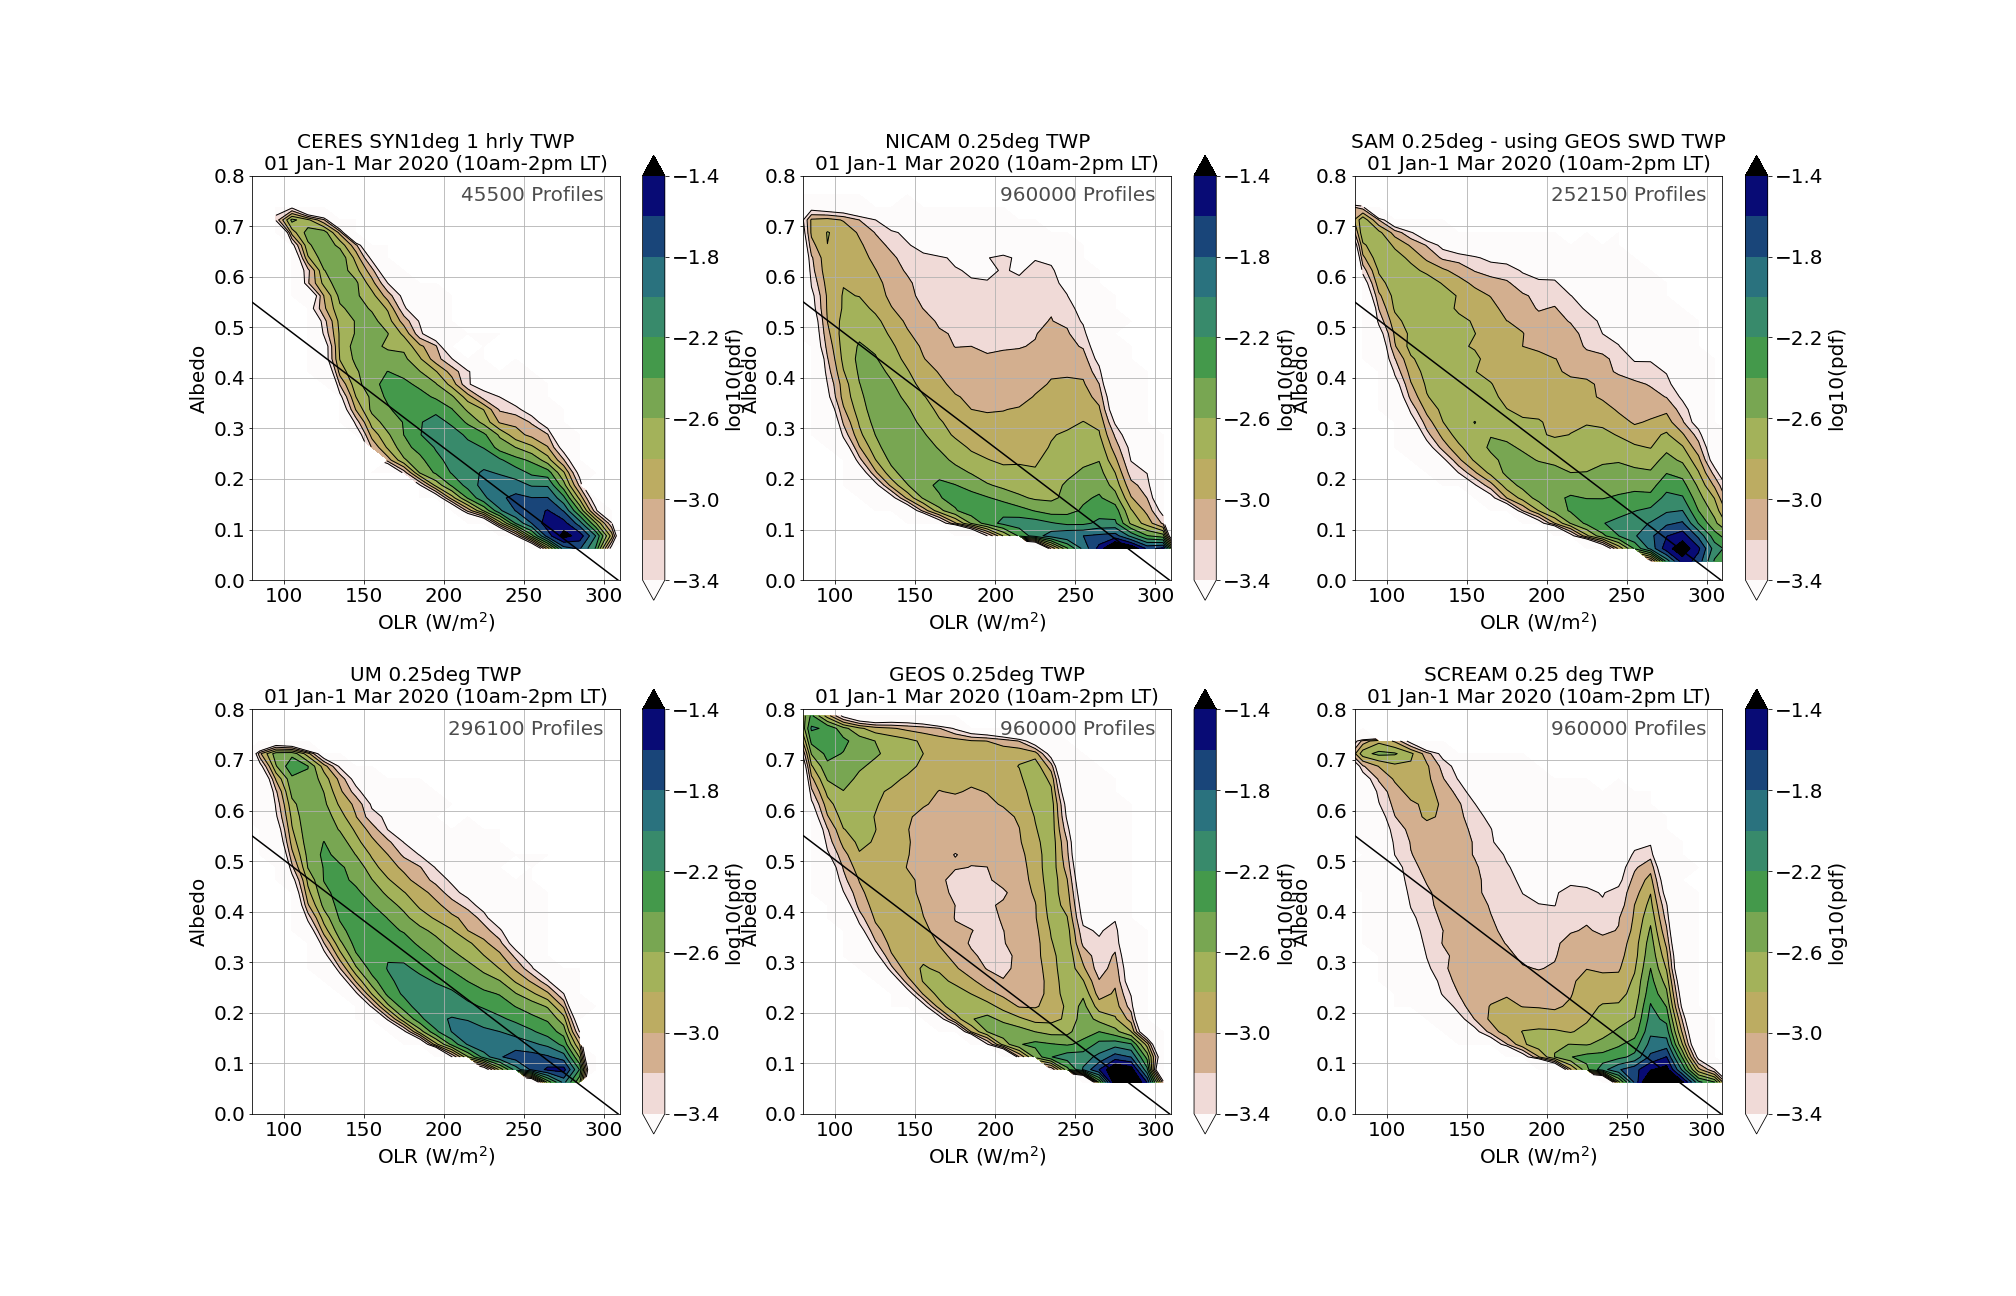 CERES SYN1deg 1 hrly TWP
01 Jan-1 Mar 2020 (10am-2pm LT)
45500 Profiles
0.8
0.7
0.6
0.5
0.4
0.3
0.2
0.1
0.0
Albedo
100 150 200 250 300
OLR (W/m²)
−1.4
−1.8
−2.2
−2.6
−3.0
−3.4
log10(pdf)
NICAM 0.25deg TWP
01 Jan-1 Mar 2020 (10am-2pm LT)
960000 Profiles
0.8
0.7
0.6
0.5
0.4
0.3
0.2
0.1
0.0
Albedo
100 150 200 250 300
OLR (W/m²)
−1.4
−1.8
−2.2
−2.6
−3.0
−3.4
log10(pdf)
SAM 0.25deg - using GEOS SWD TWP
01 Jan-1 Mar 2020 (10am-2pm LT)
252150 Profiles
0.8
0.7
0.6
0.5
0.4
0.3
0.2
0.1
0.0
Albedo
100 150 200 250 300
OLR (W/m²)
−1.4
−1.8
−2.2
−2.6
−3.0
−3.4
log10(pdf)
UM 0.25deg TWP
01 Jan-1 Mar 2020 (10am-2pm LT)
296100 Profiles
0.8
0.7
0.6
0.5
0.4
0.3
0.2
0.1
0.0
Albedo
100 150 200 250 300
OLR (W/m²)
−1.4
−1.8
−2.2
−2.6
−3.0
−3.4
log10(pdf)
GEOS 0.25deg TWP
01 Jan-1 Mar 2020 (10am-2pm LT)
960000 Profiles
0.8
0.7
0.6
0.5
0.4
0.3
0.2
0.1
0.0
Albedo
100 150 200 250 300
OLR (W/m²)
−1.4
−1.8
−2.2
−2.6
−3.0
−3.4
log10(pdf)
SCREAM 0.25 deg TWP
01 Jan-1 Mar 2020 (10am-2pm LT)
960000 Profiles
0.8
0.7
0.6
0.5
0.4
0.3
0.2
0.1
0.0
Albedo
100 150 200 250 300
OLR (W/m²)
−1.4
−1.8
−2.2
−2.6
−3.0
−3.4
log10(pdf)